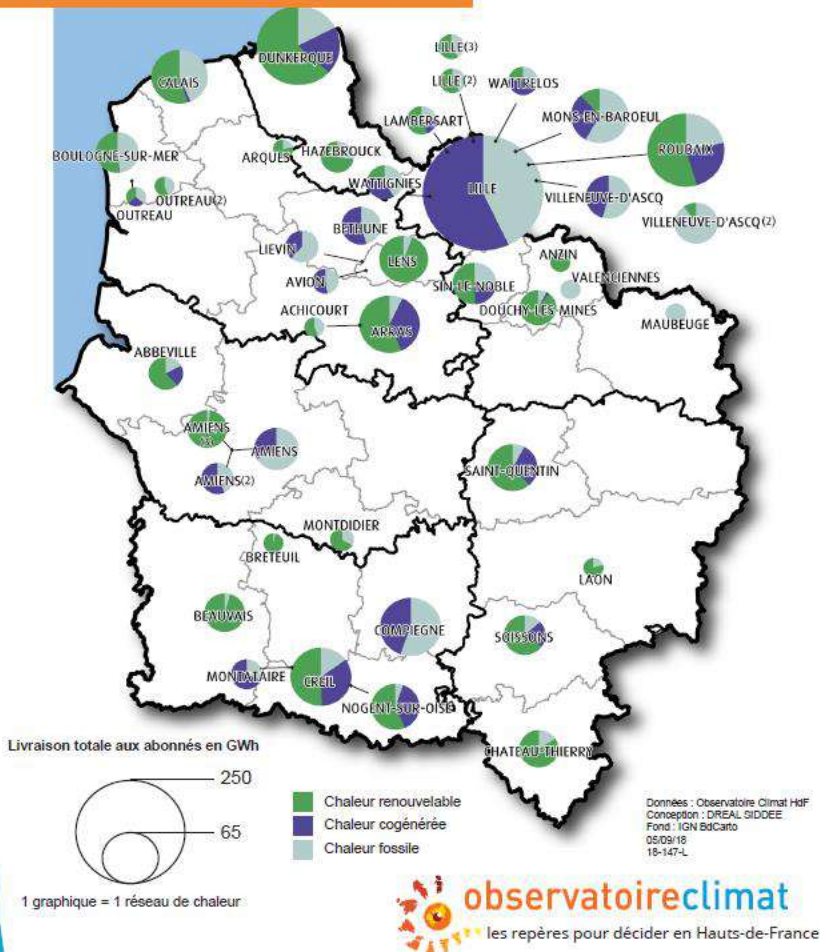 DUNKERQUE
LILLE(3)
CALAIS
LILLE(2)
WATTRELOS
LAMBERSART
MONS-EN-BAROEUL
BOULOGNE-SUR-MER
ARQUES
HAZEBROUCK
ROUBAIX
WATTIGNIES
LILLE
VILLENEUVE-D'ASCQ
OUTREAU(2)
OUTREAU
VILLENEUVE-D'ASCQ(2)
BETHUNE
LIEVIN
LENS
ANZIN
AVION
SIN-LE-NOBLE
VALENCIENNES
ACHICOURT
DOUCHY-LES-MINES
MAUBEUGE
ARRAS
ABBEVILLE
AMIENS
(3)
AMIENS
SAINT-QUENTIN
AMIENS(2)
MONTDIDIER
BRETEUIL
LAON
BEAUVAIS
COMPIEGNE
SOISSONS
MONTATAIRE
CREIL
NOGENT-SUR-OISE
CHATEAU-THIERRY
Livraison totale aux abonnés en GWh
250
65
1 graphique = 1 réseau de chaleur
Chaleur renouvelable
Chaleur cogénérée
Chaleur fossile
Données : Observatoire Climat HdF
Conception : DREAL SIDDEE
Fond : IGN BdCarto
05/09/18
18-147-L
observatoireclimat
les repères pour décider en Hauts-de-France